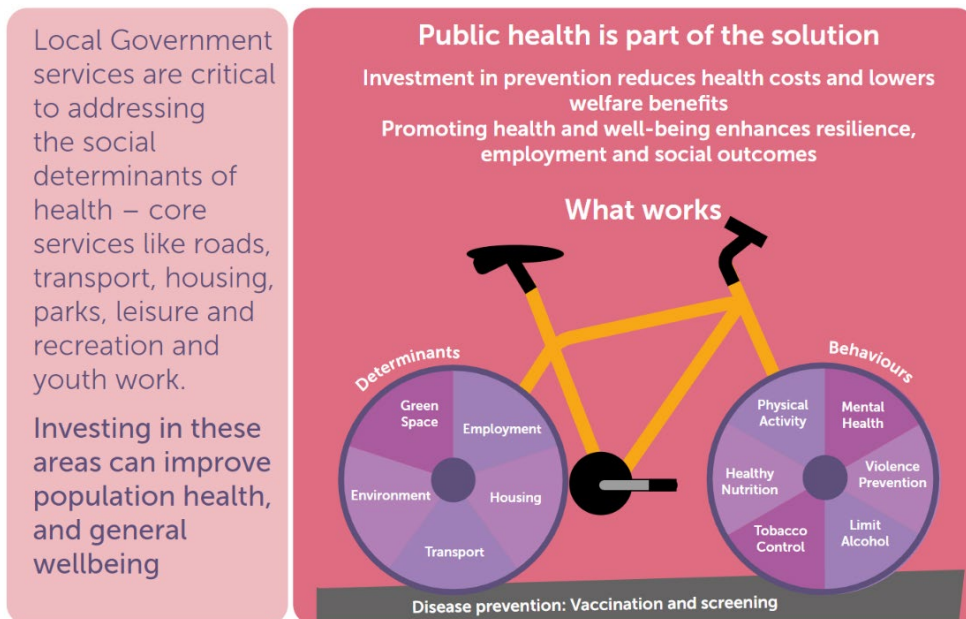 Local Government
services are critical
to addressing
the social
determinants of
health – core
services like roads,
transport, housing,
parks, leisure and
recreation and
youth work.
Investing in these
areas can improve
population health,
and general
wellbeing
Public health is part of the solution
Investment in prevention reduces health costs and lowers
welfare benefits
Promoting health and well-being enhances resilience,
employment and social outcomes
What works
Determinants
Green
Space
Employment
Environment
Housing
Transport
Behaviours
Physical
Activity
Mental
Health
Healthy
Nutrition
Violence
Prevention
Tobacco
Control
Limit
Alcohol
Disease prevention: Vaccination and screening